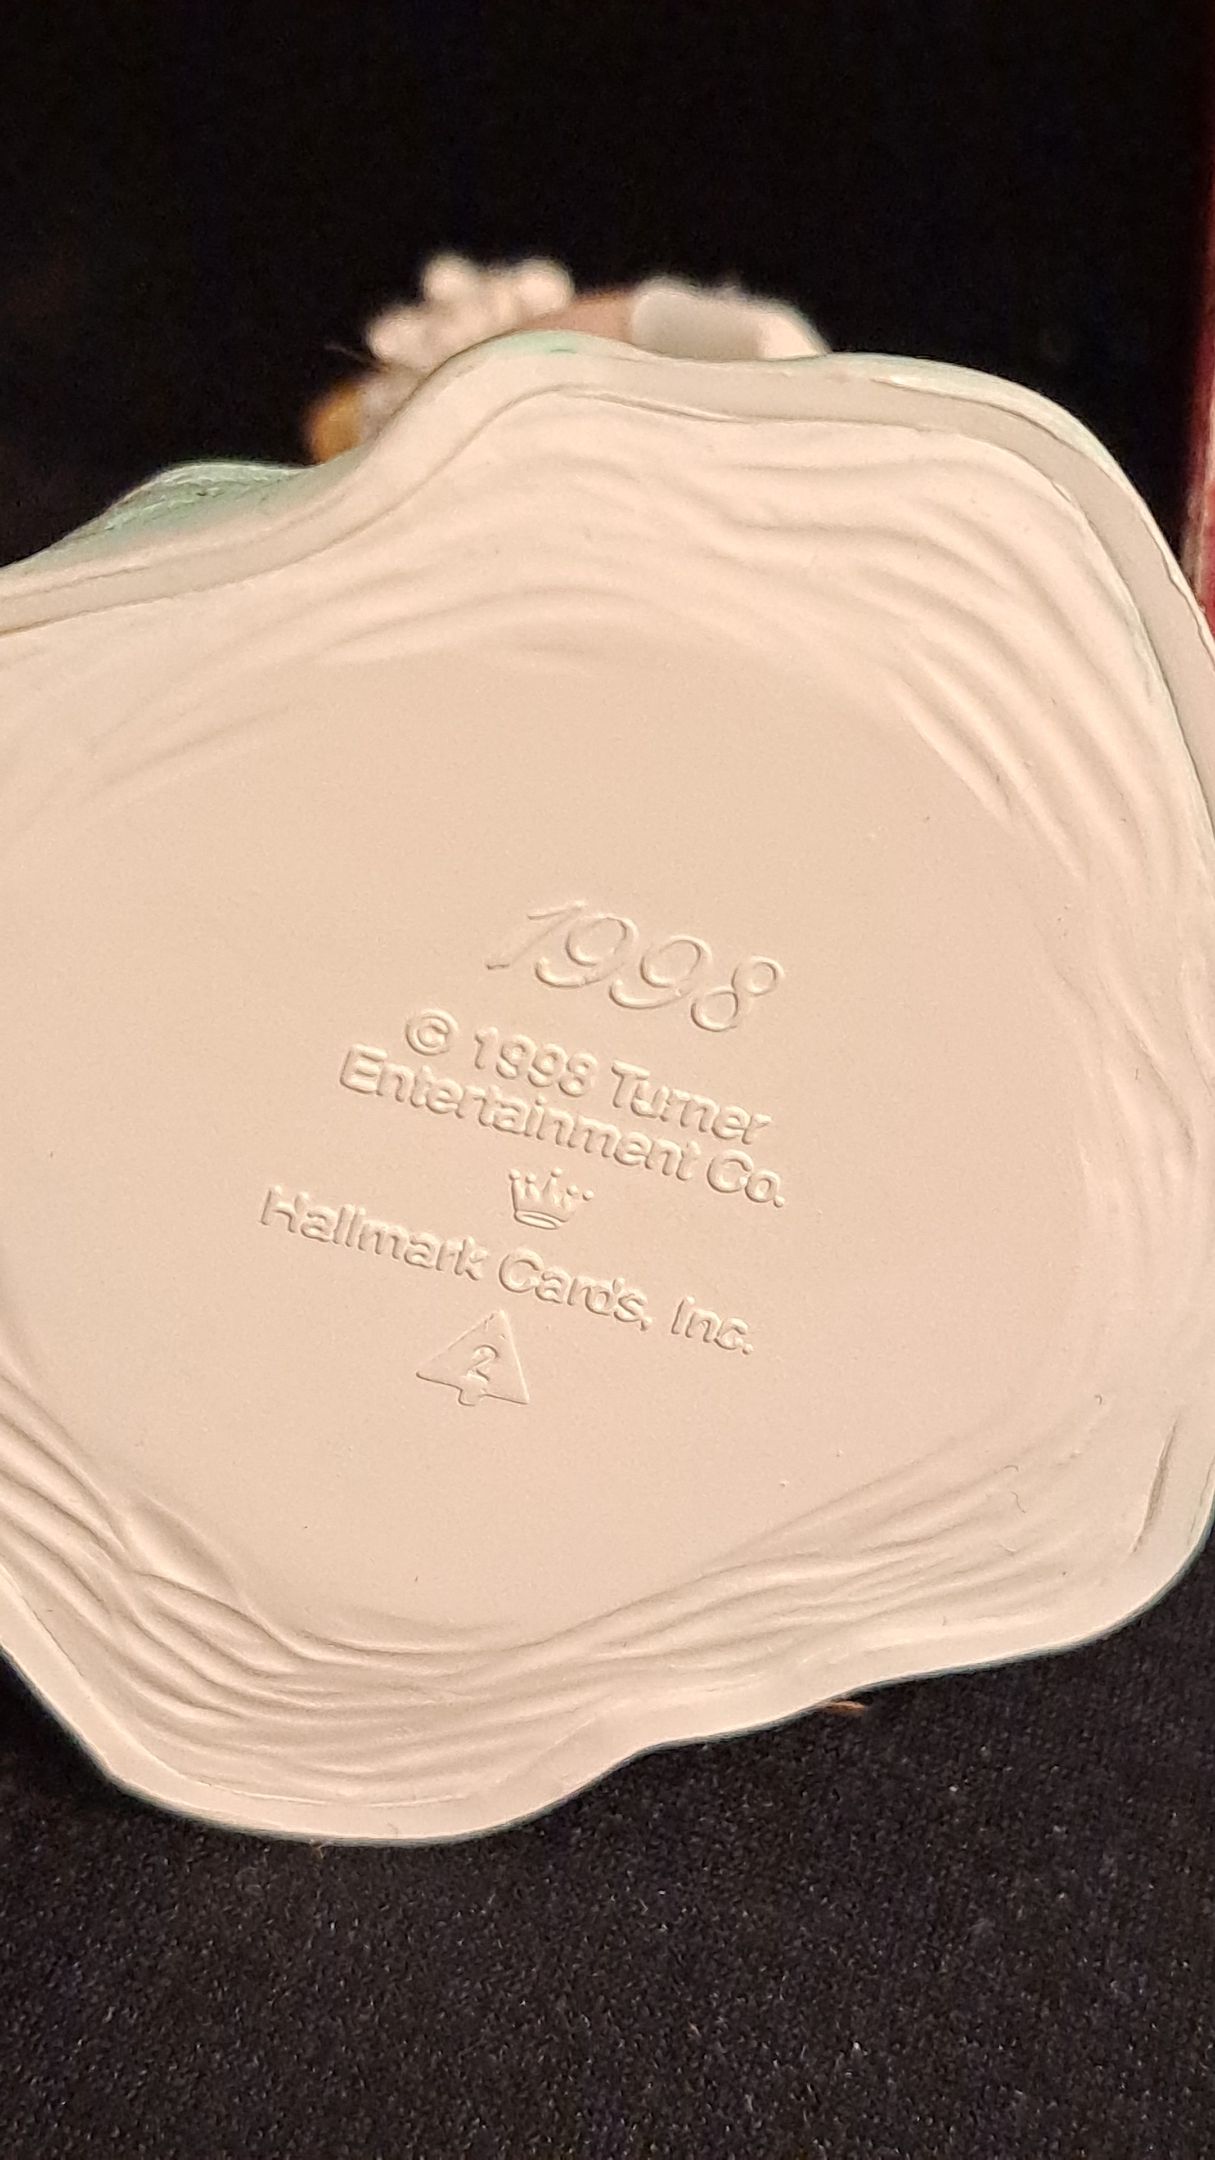 1998
© 1998 Turner
Entertainment Co.
Hallmark Cards, Inc.
2